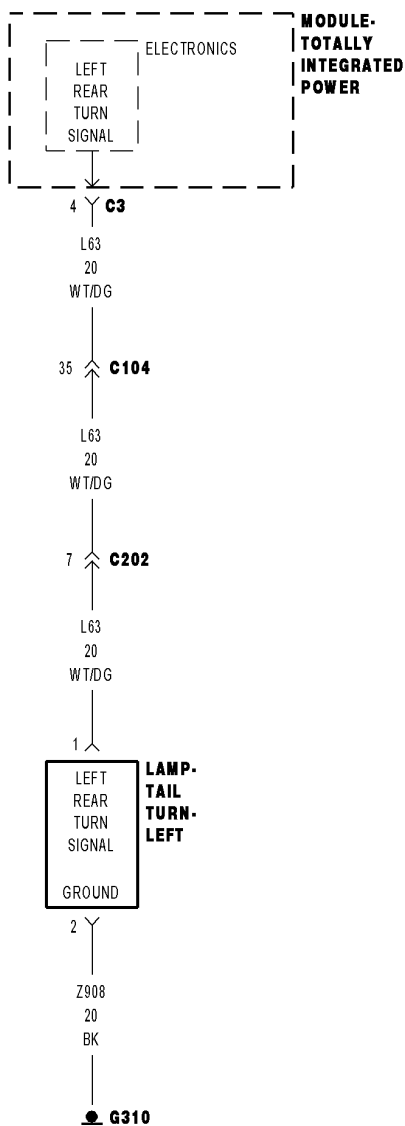 MODULE-
TOTALLY
INTEGRATED
POWER
ELECTRONICS
LEFT
REAR
TURN
SIGNAL
4 C3
L63
20
WT/DG
35 C104
L63
20
WT/DG
7 C202
L63
20
WT/DG
1
LAMP-
TAIL
TURN-
LEFT
LEFT
REAR
TURN
SIGNAL
GROUND
2
Z908
20
BK
G310